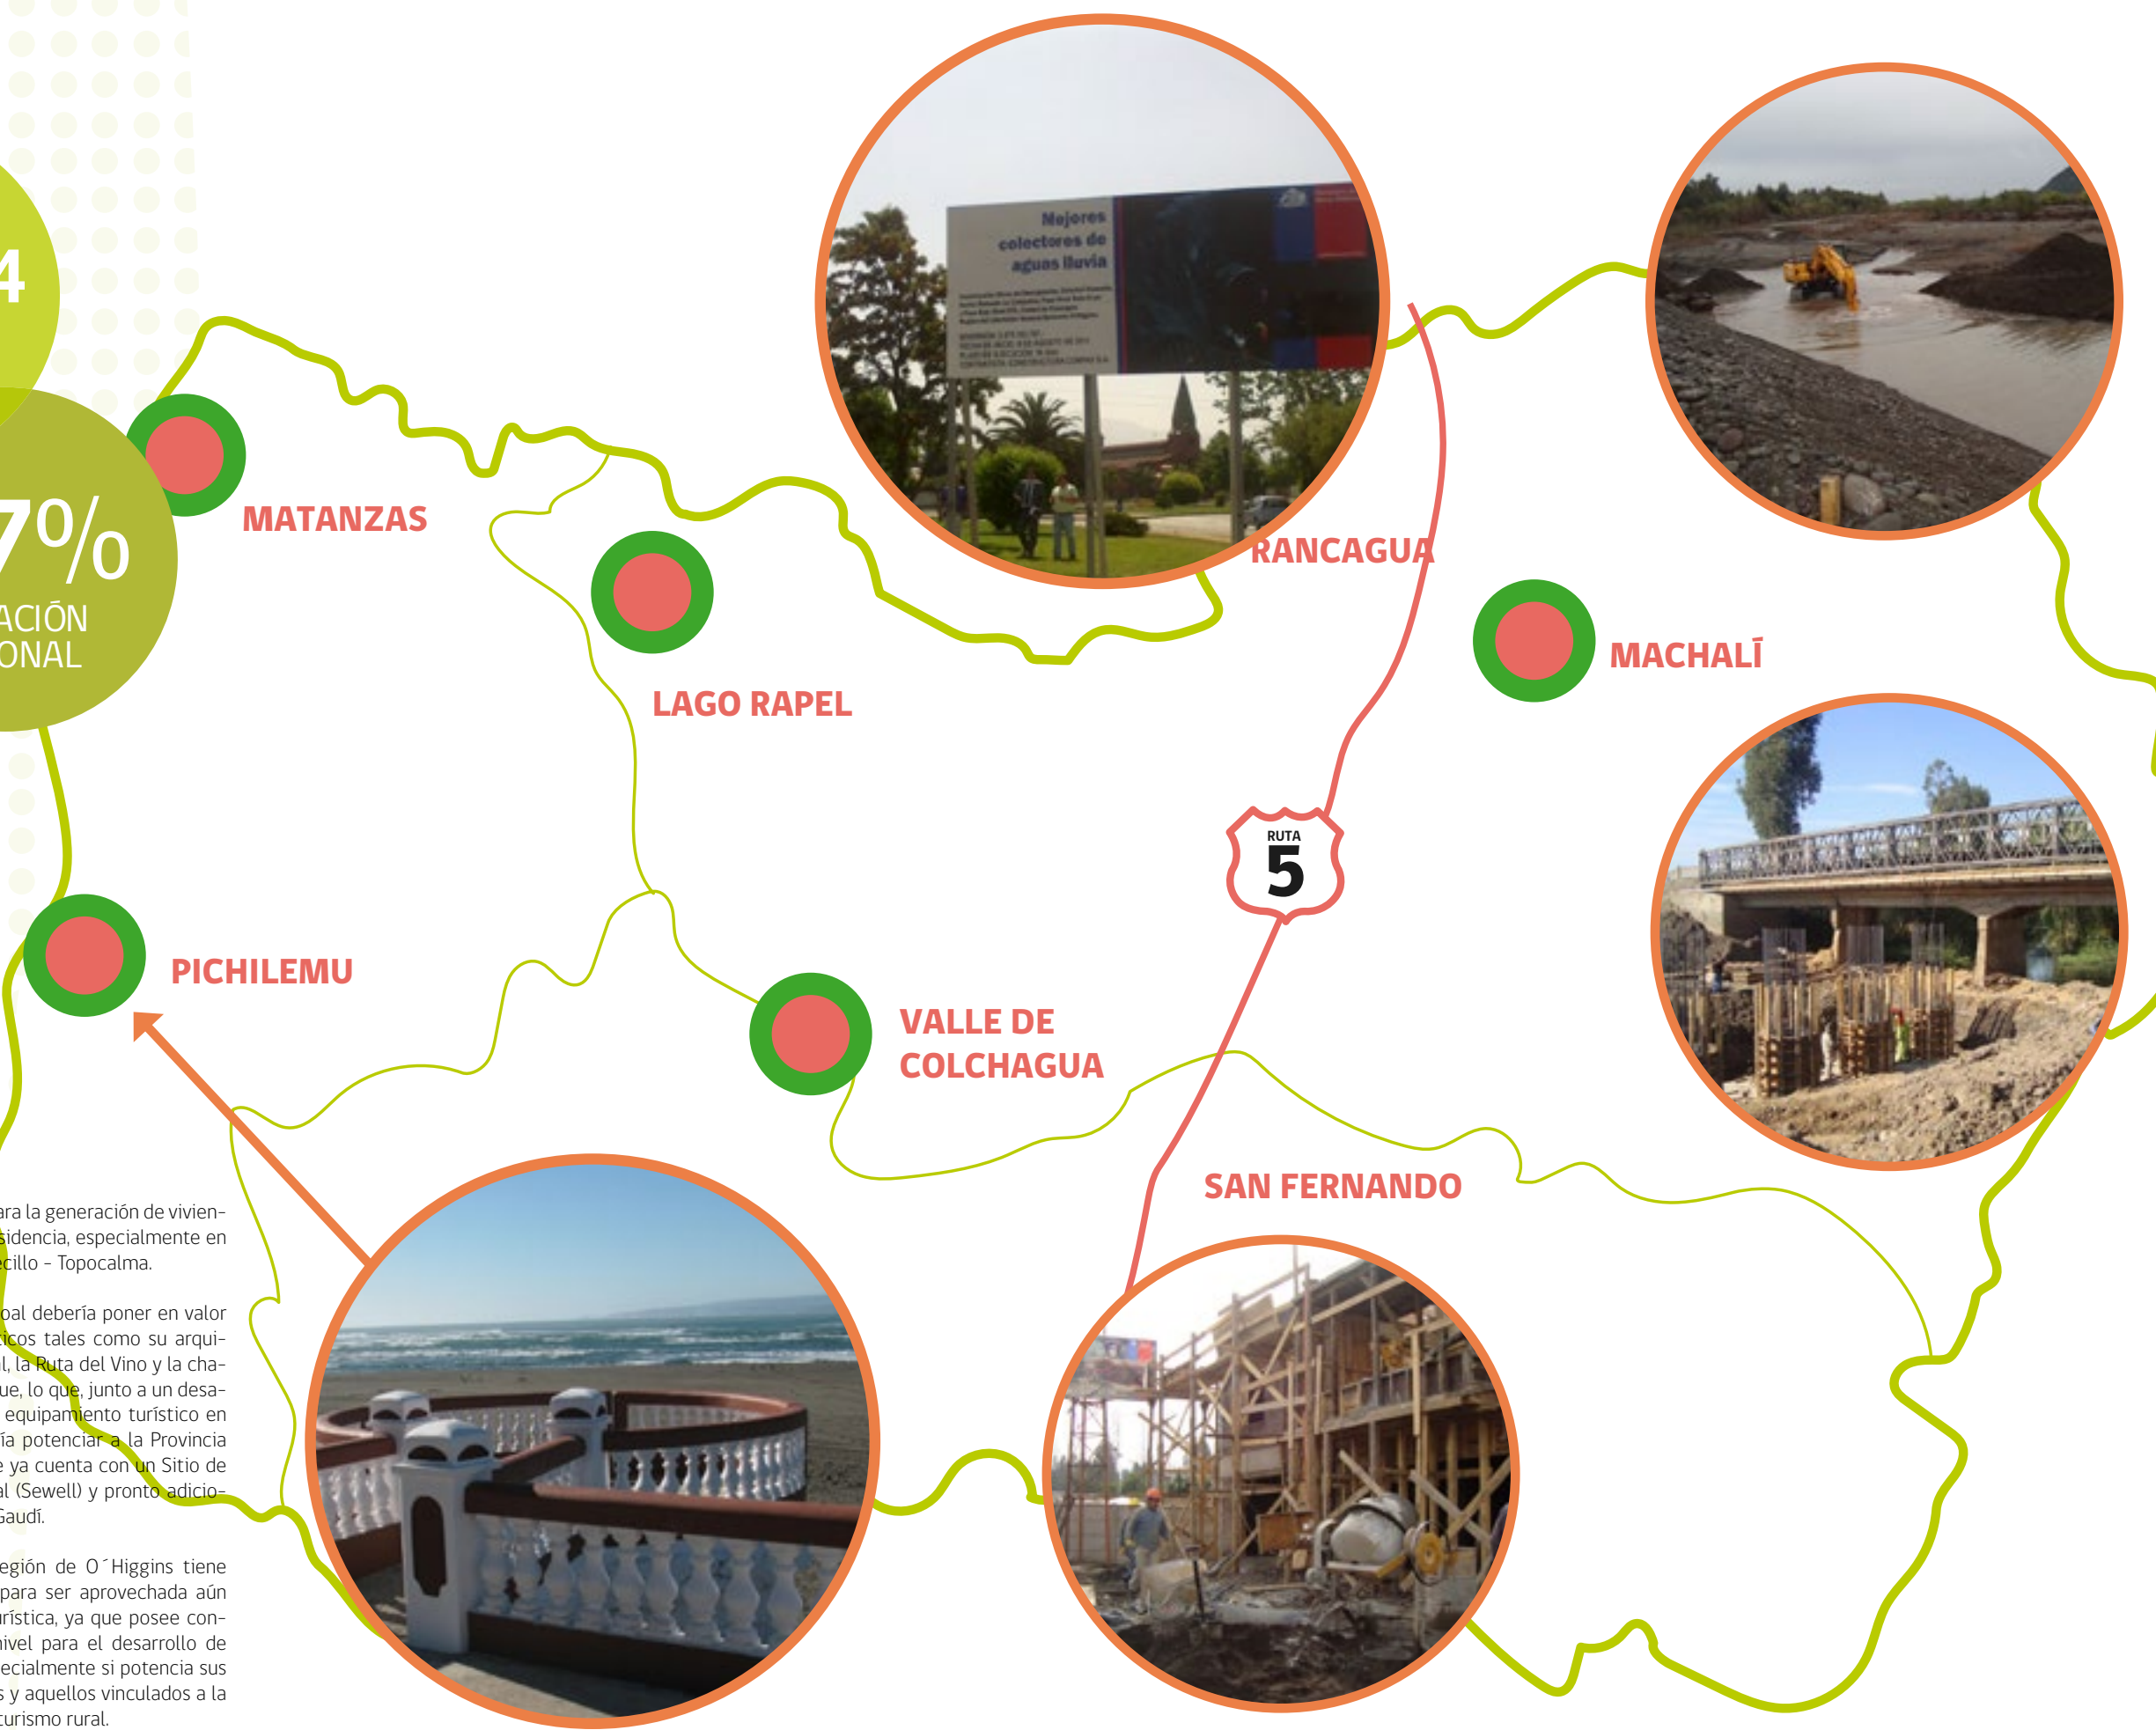 4
7%
ACIÓN
ONAL
MATANZAS
LAGO RAPEL
PICHILEMU
VALLE DE
COLCHAGUA
Mejores
colectores de
aguas lluvia
RANCAGUA
MACHALÍ
RUTA
5
SAN FERNANDO
ara la generación de vivien-
sidencia, especialmente en
ecillo - Topocalma.
oal debería poner en valor
icos tales como su arqui-
l, la Ruta del Vino y la cha-
ue, lo que, junto a un desa-
equipamiento turístico en
ía potenciar a la Provincia
e ya cuenta con un Sitio de
al (Sewell) y pronto adicio-
Gaudí.
egión de O´Higgins tiene
para ser aprovechada aún
urística, ya que posee con-
nivel para el desarrollo de
pecialmente si potencia sus
s y aquellos vinculados a la
turismo rural.